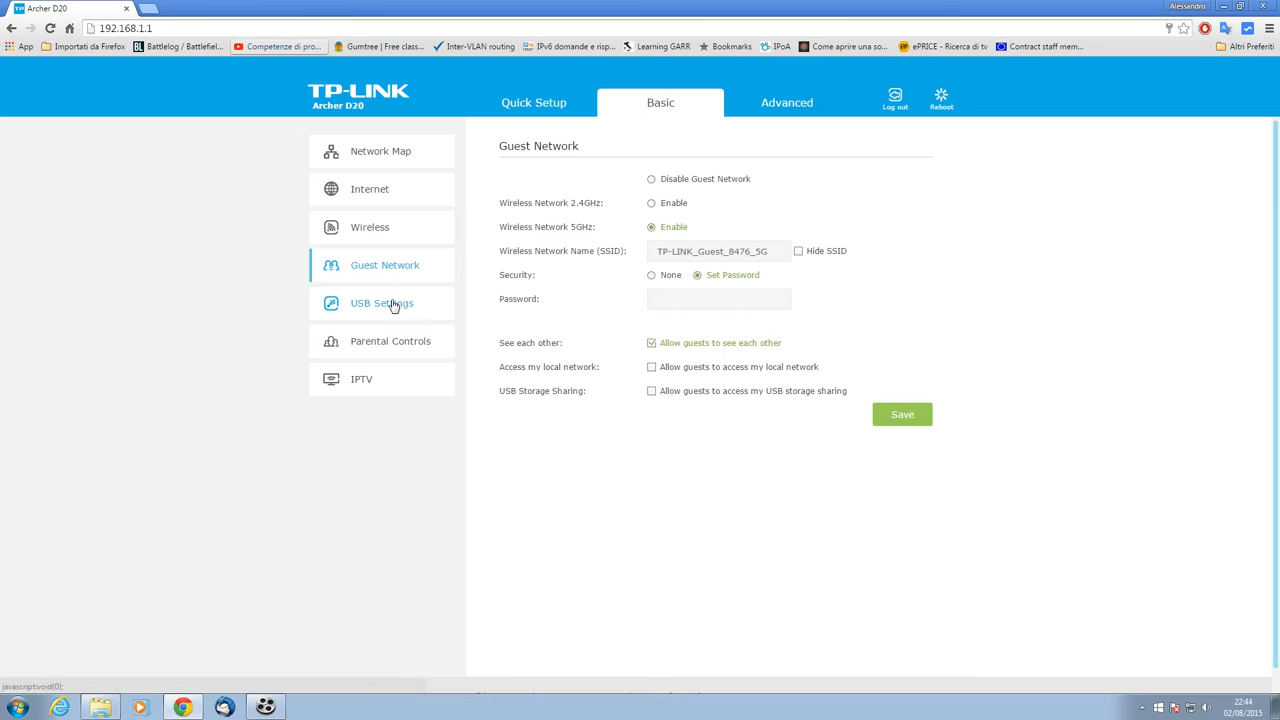 Archer D20
Alessandro
192.168.1.1
App
Importati da Firefox
Battlelog / Battlefiel...
Competenze di pro...
Gumtree | Free class...
Inter-VLAN routing
IPv6 domande e risp...
Learning GARR
Bookmarks
IPoA
Come aprire una so...
ePRICE - Ricerca di tv
Contract staff mem...
Altri Preferiti
TP-LINK
Archer D20
Quick Setup
Basic
Advanced
Log out
Reboot
Network Map
Internet
Wireless
Guest Network
USB Settings
Parental Controls
IPTV
Guest Network
Disable Guest Network
Wireless Network 2.4GHz: Enable
Wireless Network 5GHz: Enable
Wireless Network Name (SSID): TP-LINK_Guest_8476_5G Hide SSID
Security: None Set Password
Password:
See each other: Allow guests to see each other
Access my local network: Allow guests to access my local network
USB Storage Sharing: Allow guests to access my USB storage sharing
Save
javascript:void(0);
22:44
02/08/2015